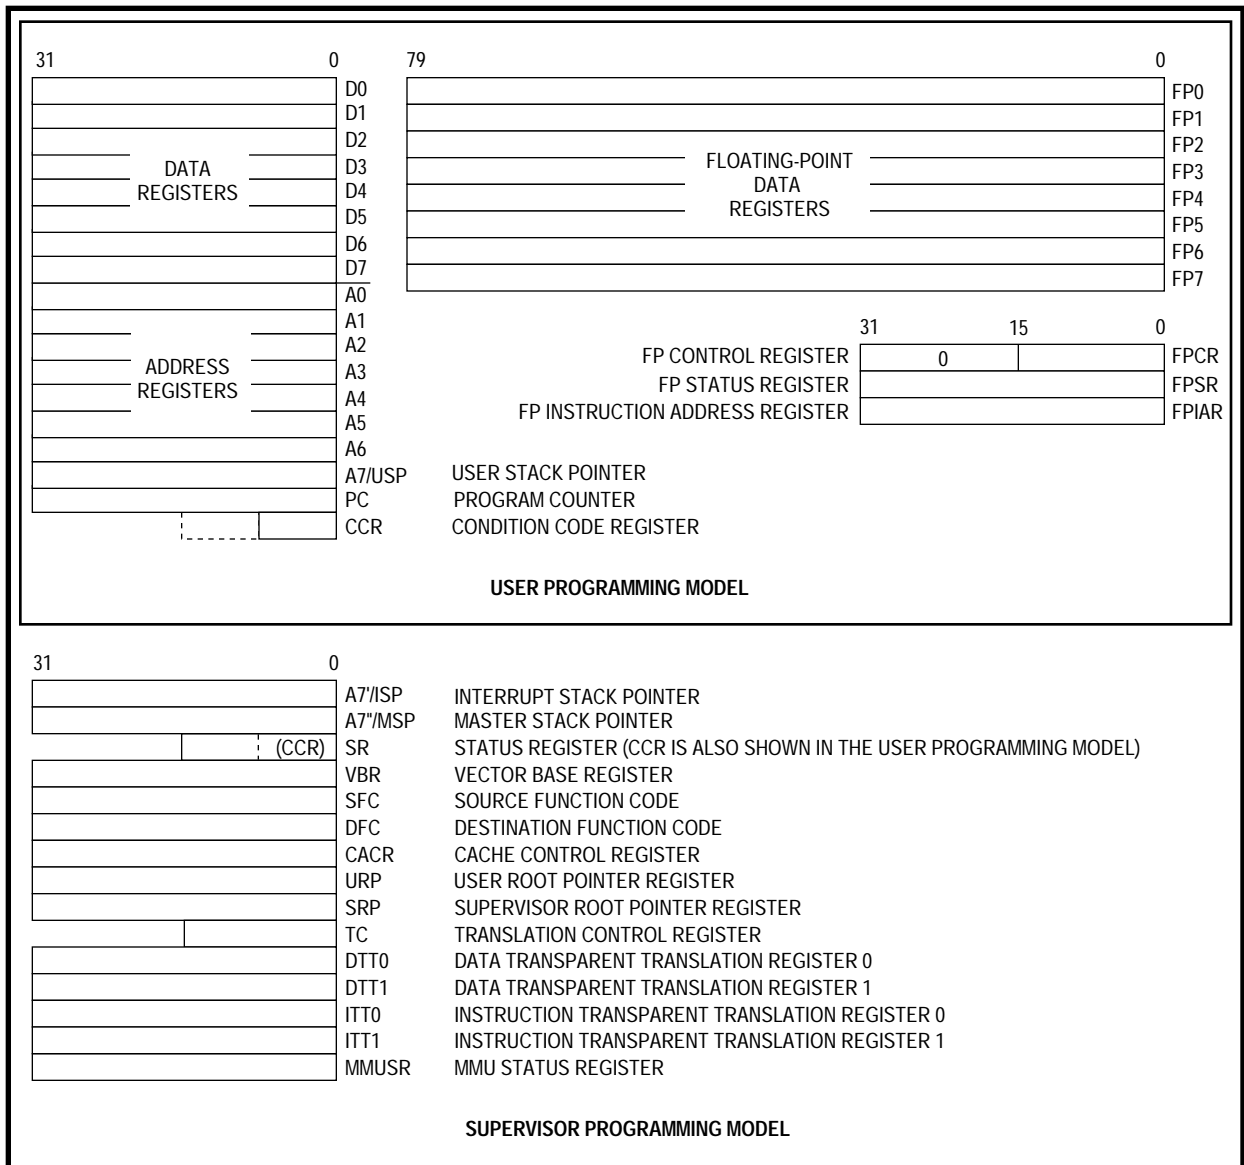 31 0
79 0
D0
D1
D2
D3
D4
D5
D6
D7
DATA
REGISTERS
A0
A1
A2
A3
A4
A5
A6
ADDRESS
REGISTERS
A7/USP USER STACK POINTER
PC PROGRAM COUNTER
CCR CONDITION CODE REGISTER
FP0
FP1
FP2
FP3
FP4
FP5
FP6
FP7
FLOATING-POINT
DATA
REGISTERS
31 15 0
FP CONTROL REGISTER 0 FPCR
FP STATUS REGISTER FPSR
FP INSTRUCTION ADDRESS REGISTER FPIAR
USER PROGRAMMING MODEL
31 0
A7'/ISP INTERRUPT STACK POINTER
A7"/MSP MASTER STACK POINTER
(CCR) SR STATUS REGISTER (CCR IS ALSO SHOWN IN THE USER PROGRAMMING MODEL)
VBR VECTOR BASE REGISTER
SFC SOURCE FUNCTION CODE
DFC DESTINATION FUNCTION CODE
CACR CACHE CONTROL REGISTER
URP USER ROOT POINTER REGISTER
SRP SUPERVISOR ROOT POINTER REGISTER
TC TRANSLATION CONTROL REGISTER
DTT0 DATA TRANSPARENT TRANSLATION REGISTER 0
DTT1 DATA TRANSPARENT TRANSLATION REGISTER 1
ITT0 INSTRUCTION TRANSPARENT TRANSLATION REGISTER 0
ITT1 INSTRUCTION TRANSPARENT TRANSLATION REGISTER 1
MMUSR MMU STATUS REGISTER
SUPERVISOR PROGRAMMING MODEL